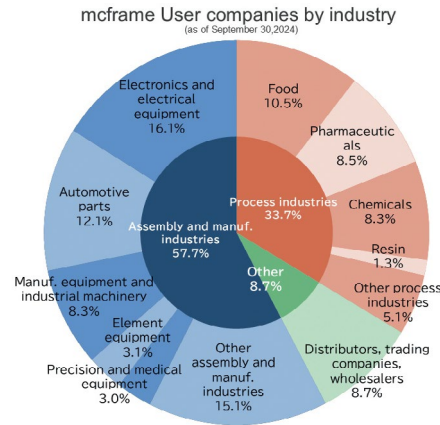 mcframe User companies by industry
(as of September 30,2024)
Electronics and
electrical
equipment
16.1%
Food
10.5%
Pharmaceutic
als
8.5%
Automotive
parts
12.1%
Process industries
33.7%
Chemicals
8.3%
Assembly and manuf.
industries
57.7%
Resin
1.3%
Other
8.7%
Manuf. equipment and
industrial machinery
8.3%
Other process
industries
5.1%
Element
equipment
3.1%
Precision and medical
equipment
3.0%
Other
assembly and
manuf.
industries
15.1%
Distributors, trading
companies,
wholesalers
8.7%